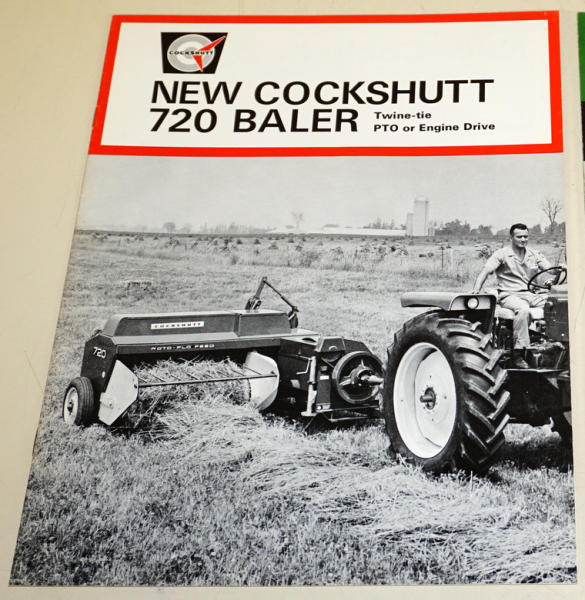 COCKSHUTT
NEW COCKSHUTT
720 BALER
Twine-tie
PTO or Engine Drive
COCKSHUTT
720
ROTO-FLO FEED